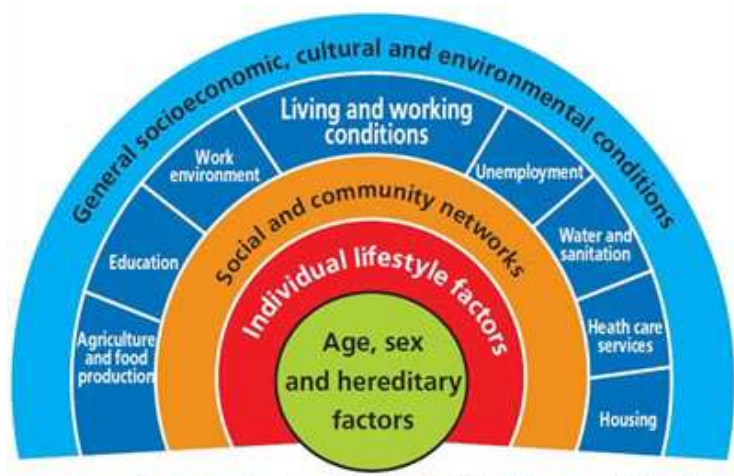 General socioeconomic, cultural and environmental conditions
Living and working
conditions
Work
environment
Unemployment
Education
Water and
sanitation
Agriculture
and food
production
Heath care
services
Housing
Social and community networks
Individual lifestyle factors
Age, sex
and hereditary
factors